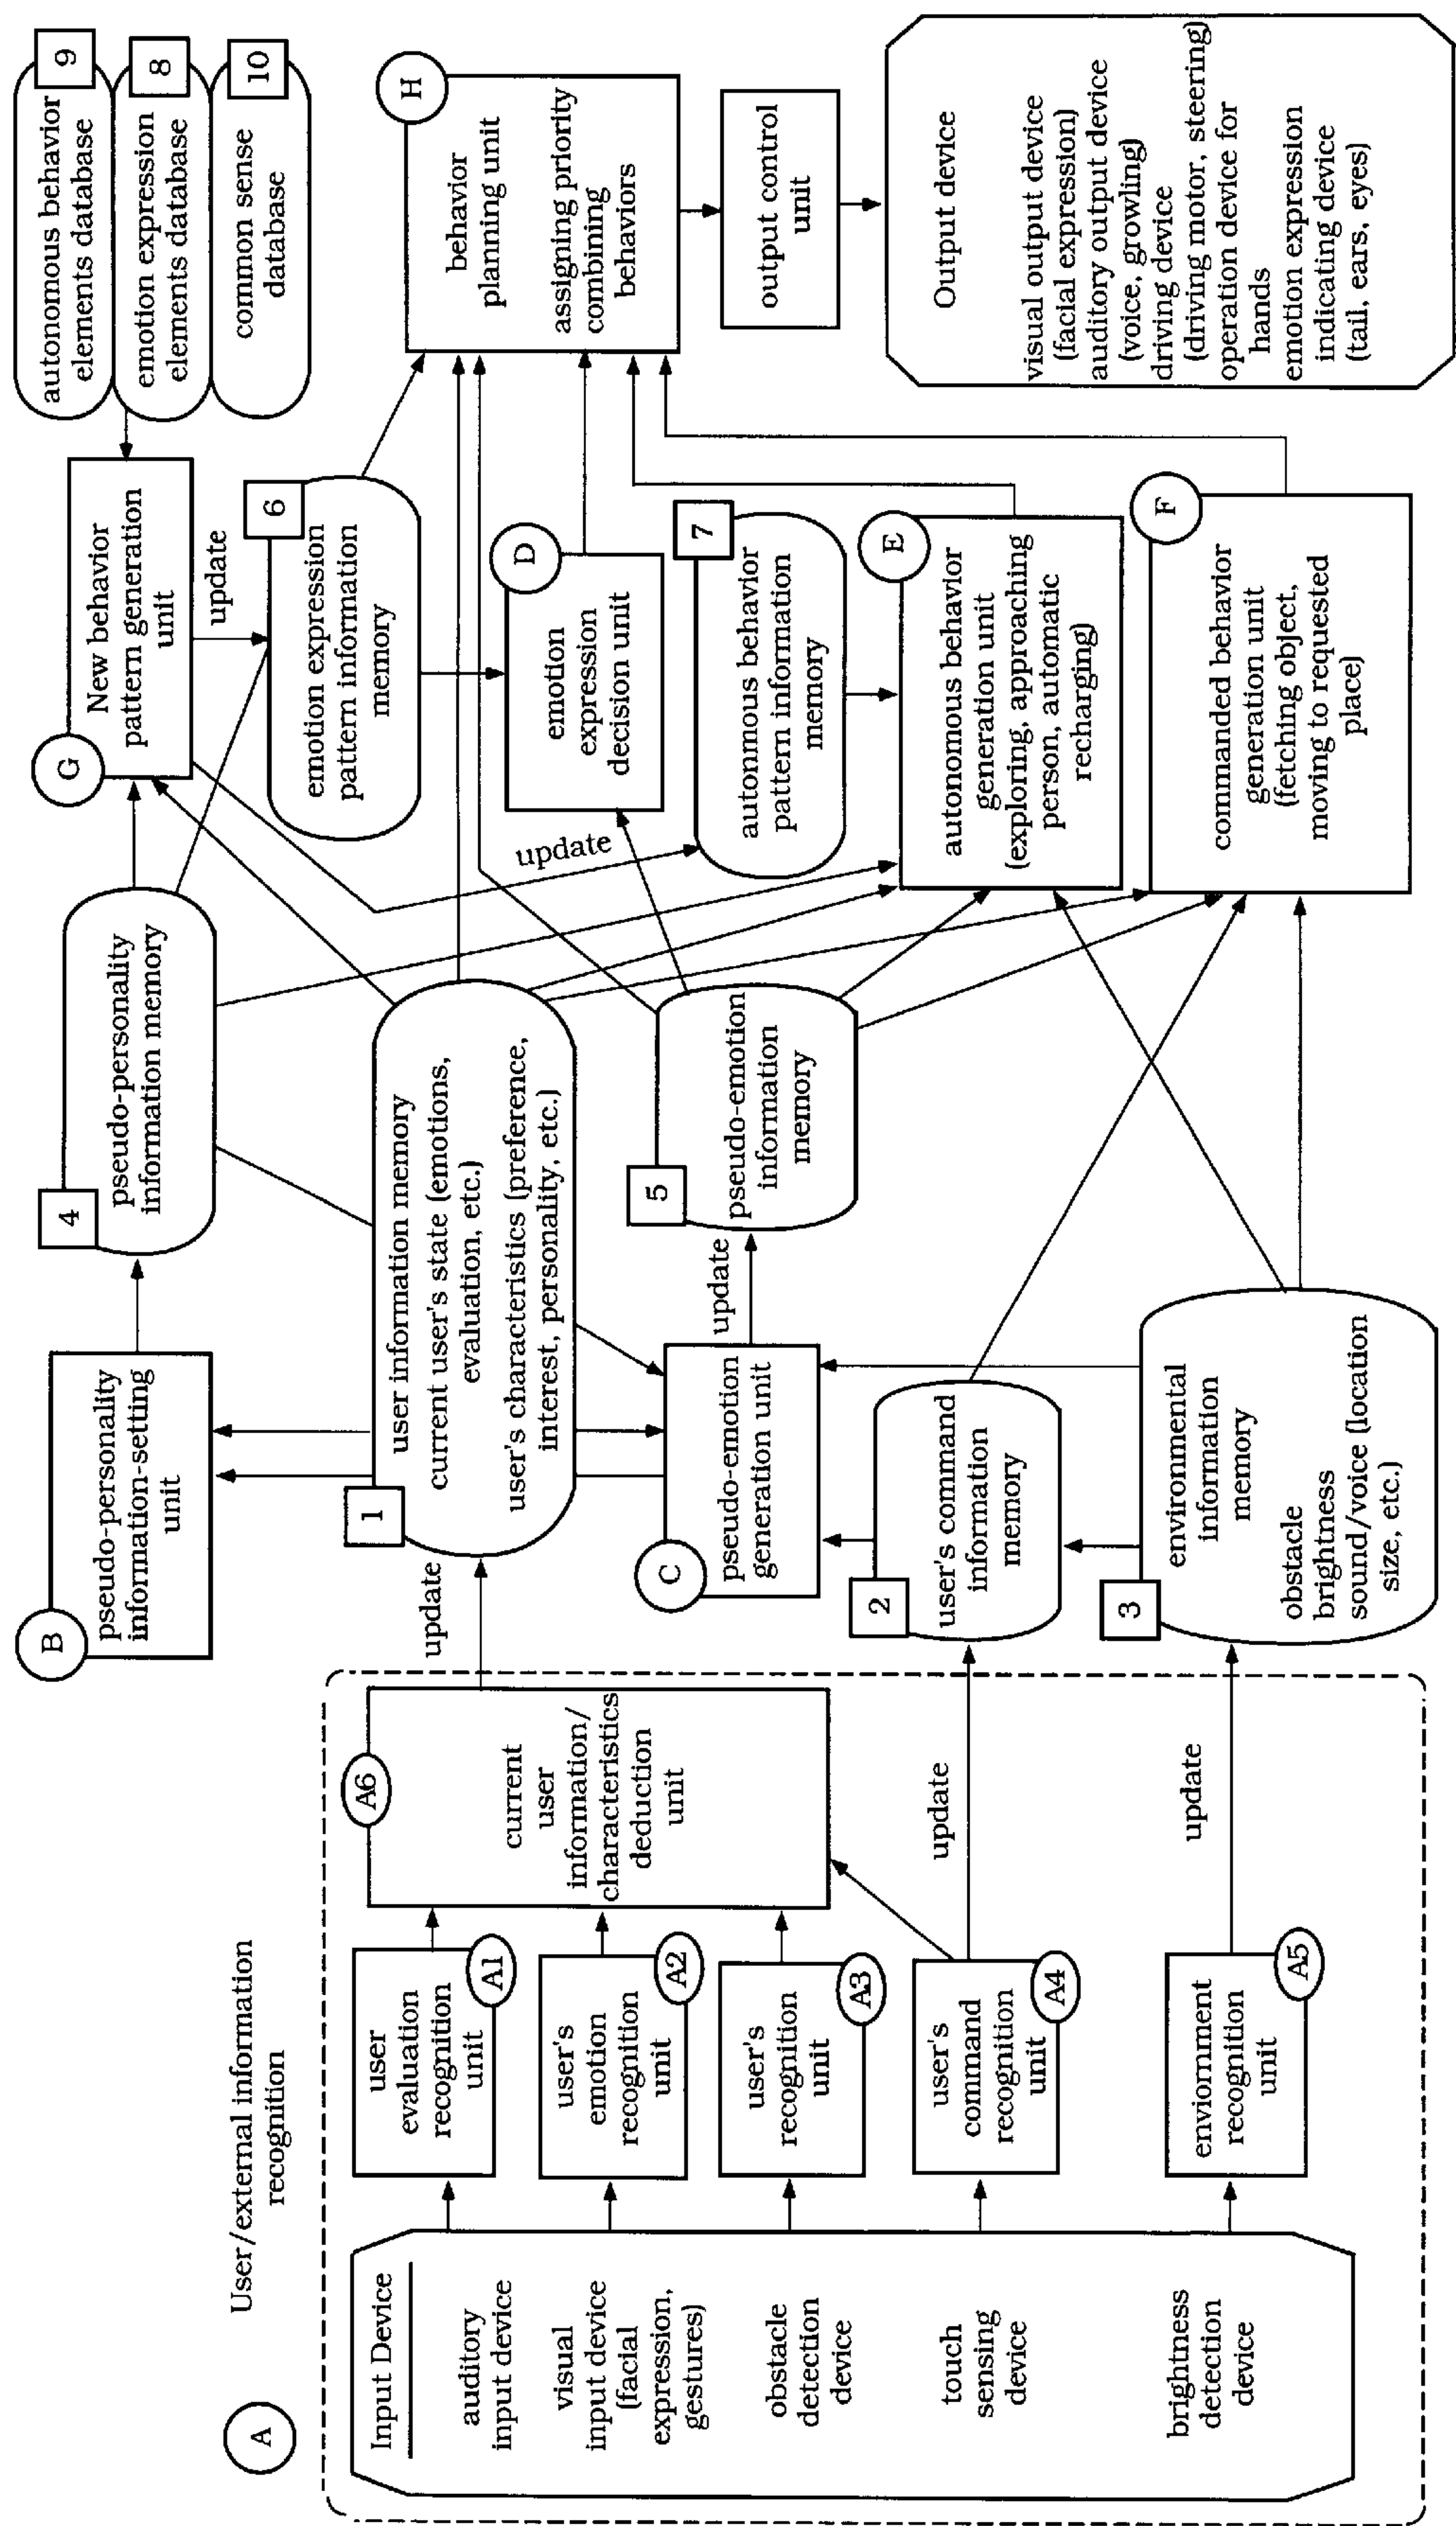 User/external information
recognition
A
Input Device
auditory
input device
visual
input device
(facial
expression,
gestures)
obstacle
detection
device
touch
sensing
device
brightness
detection
device
user
evaluation
recognition
unit
A1
user's
emotion
recognition
unit
A2
user's
recognition
unit
A3
user's
command
recognition
unit
A4
enviornment
recognition
unit
A5
A6
current
user
information/
characteristics
deduction
unit
update
update
update
B
pseudo-personality
information-setting
unit
1
user information memory
current user's state (emotions,
evaluation, etc.)
user's characteristics (preference,
interest, personality, etc.)
C
pseudo-emotion
generation unit
update
2
user's command
information
memory
3
environmental
information
memory
obstacle
brightness
sound/voice (location
size, etc.)
4
pseudo-personality
information memory
5
pseudo-emotion
information
memory
G
New behavior
pattern generation
unit
update
6
emotion expression
pattern information
memory
D
emotion
expression
decision unit
update
7
autonmous behavior
pattern information
memory
E
autonomous behavior
generation unit
(exploring, approaching
person, automatic
recharging)
F
commanded behavior
generation unit
(fetching object,
moving to requested
place)
9
autonomous behavior
elements database
8
emotion expression
elements database
10
common sense
database
H
behavior
planning unit
assigning priority
combining
behaviors
output control
unit
Output device
visual output device
(facial expression)
auditory output device
(voice, growling)
driving device
(driving motor, steering)
operation device for
hands
emotion expression
indicating device
(tail, ears, eyes)